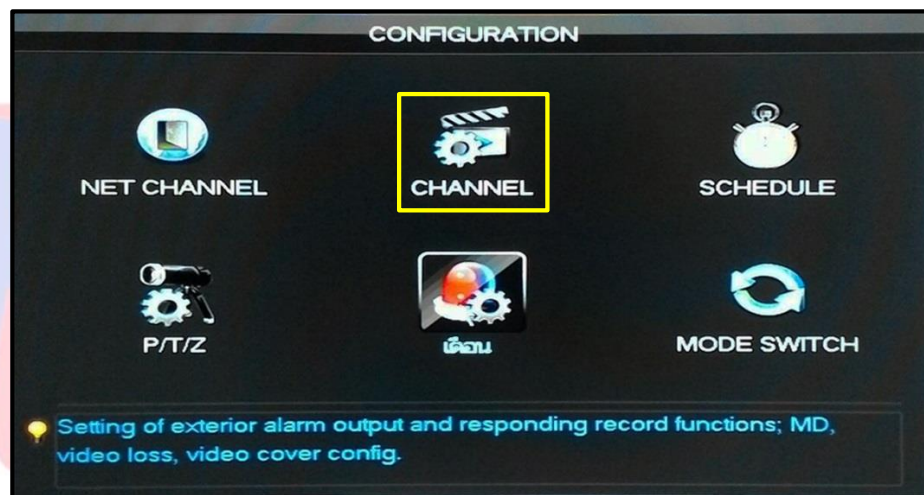 CONFIGURATION
NET CHANNEL
CHANNEL
SCHEDULE
P/T/Z
เตือน
MODE SWITCH
Setting of exterior alarm output and responding record functions; MD,
video loss, video cover config.